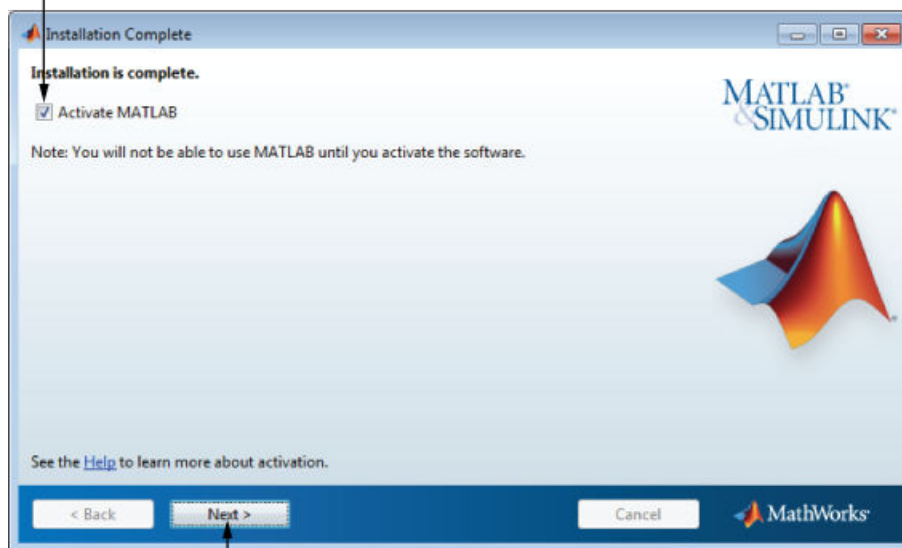 Installation Complete
Installation is complete.
Activate MATLAB
MATLAB®
&SIMULINK®
Note: You will not be able to use MATLAB until you activate the software.
See the Help to learn more about activation.
< Back
Next >
Cancel
MathWorks®